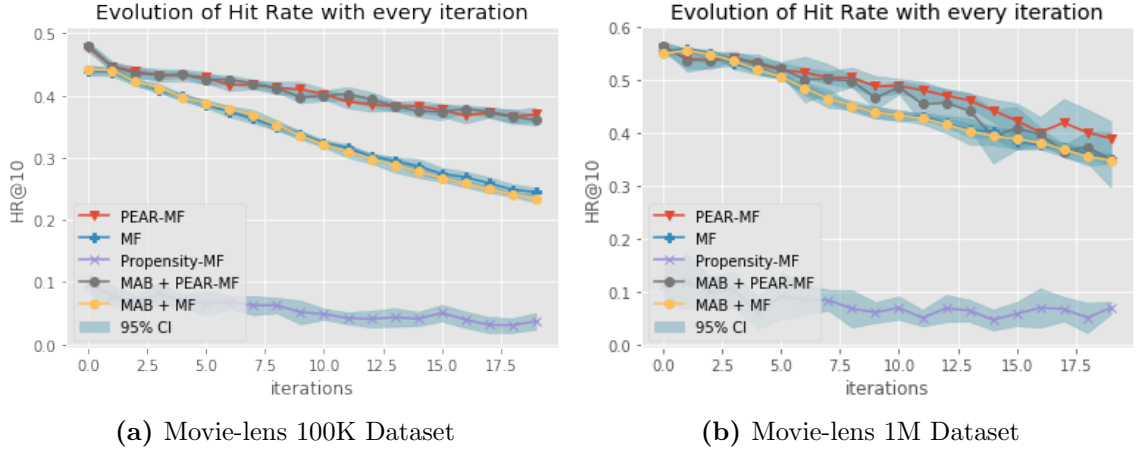 Evolution of Hit Rate with every iteration
HR@10
0.5
0.4
0.3
0.2
0.1
0.0
PEAR-MF
MF
Propensity-MF
MAB + PEAR-MF
MAB + MF
95% CI
0.0 2.5 5.0 7.5 10.0 12.5 15.0 17.5
iterations
(a) Movie-lens 100K Dataset
Evolution of Hit Rate with every iteration
HR@10
0.6
0.5
0.4
0.3
0.2
0.1
0.0
PEAR-MF
MF
Propensity-MF
MAB + PEAR-MF
MAB + MF
95% CI
0.0 2.5 5.0 7.5 10.0 12.5 15.0 17.5
iterations
(b) Movie-lens 1M Dataset